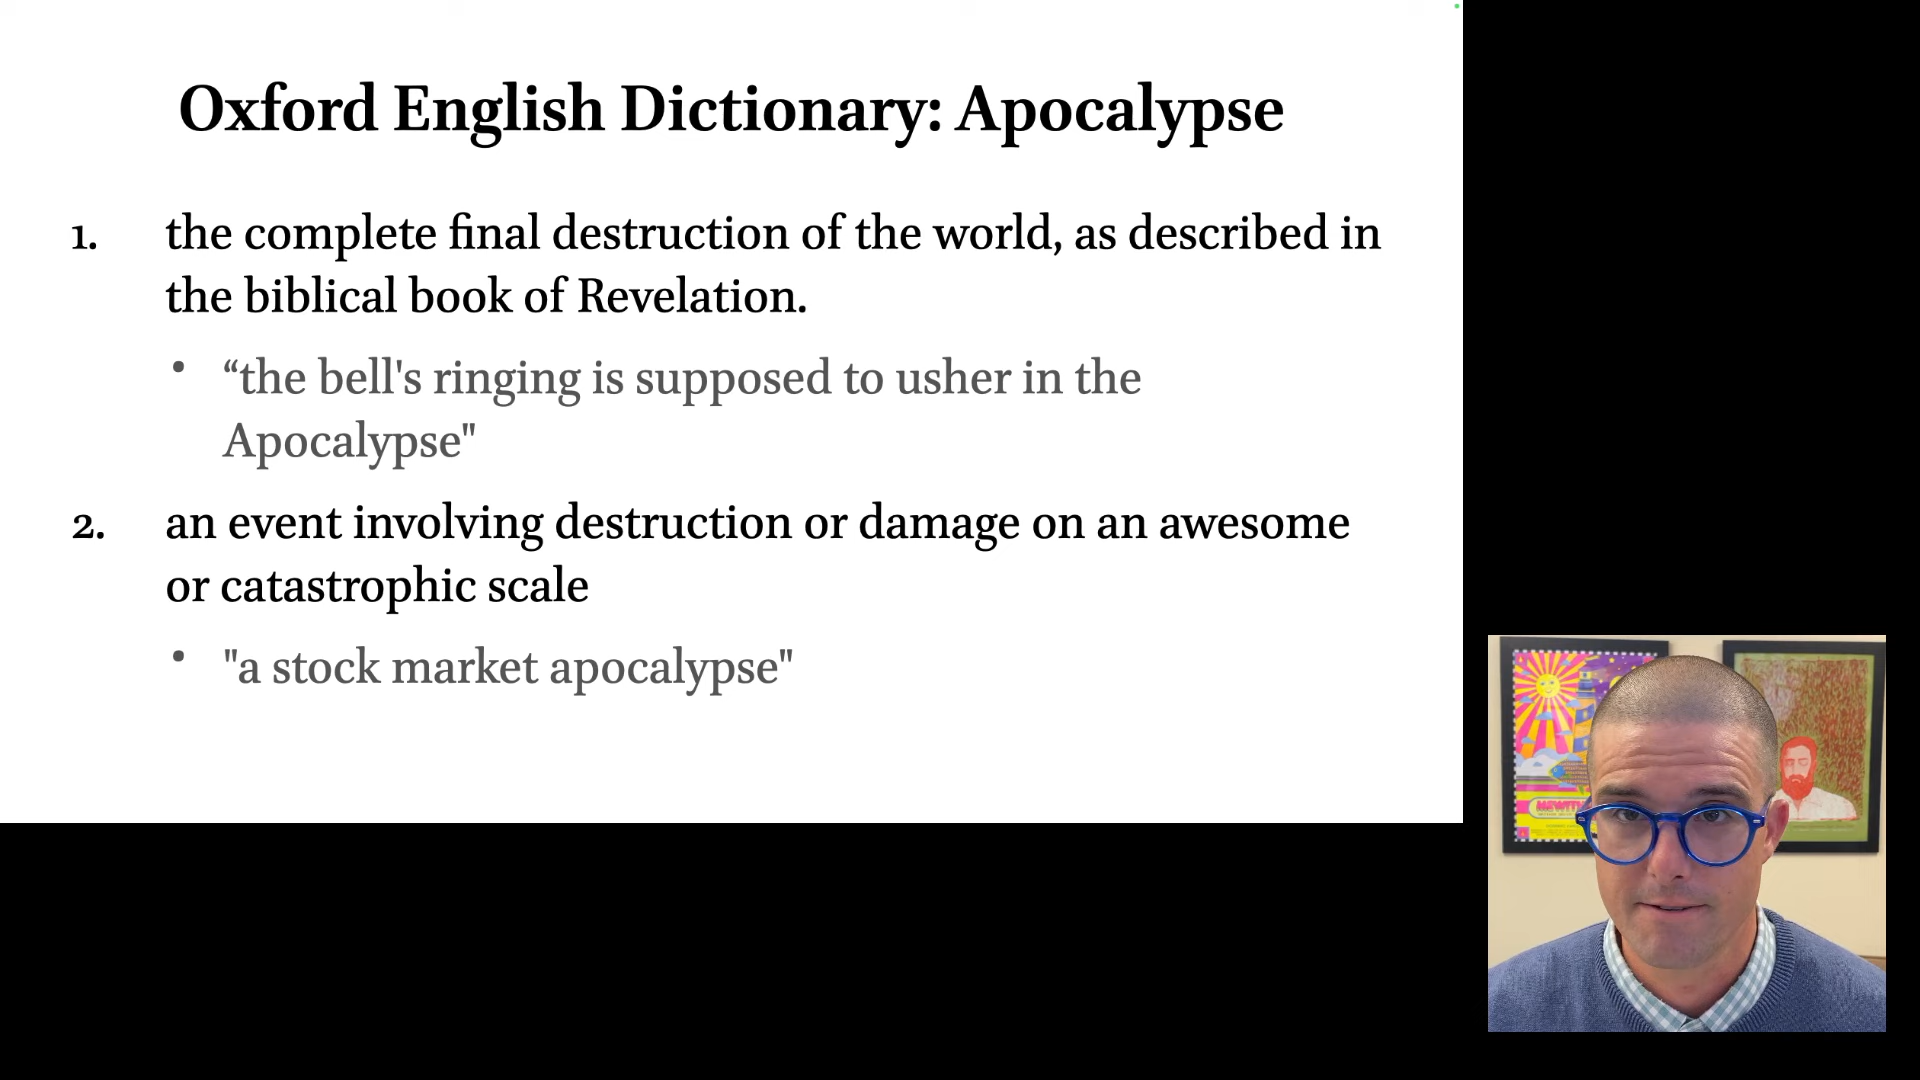 Oxford English Dictionary: Apocalypse
1. the complete final destruction of the world, as described in
the biblical book of Revelation.
• “the bell's ringing is supposed to usher in the
Apocalypse"
2. an event involving destruction or damage on an awesome
or catastrophic scale
• "a stock market apocalypse"